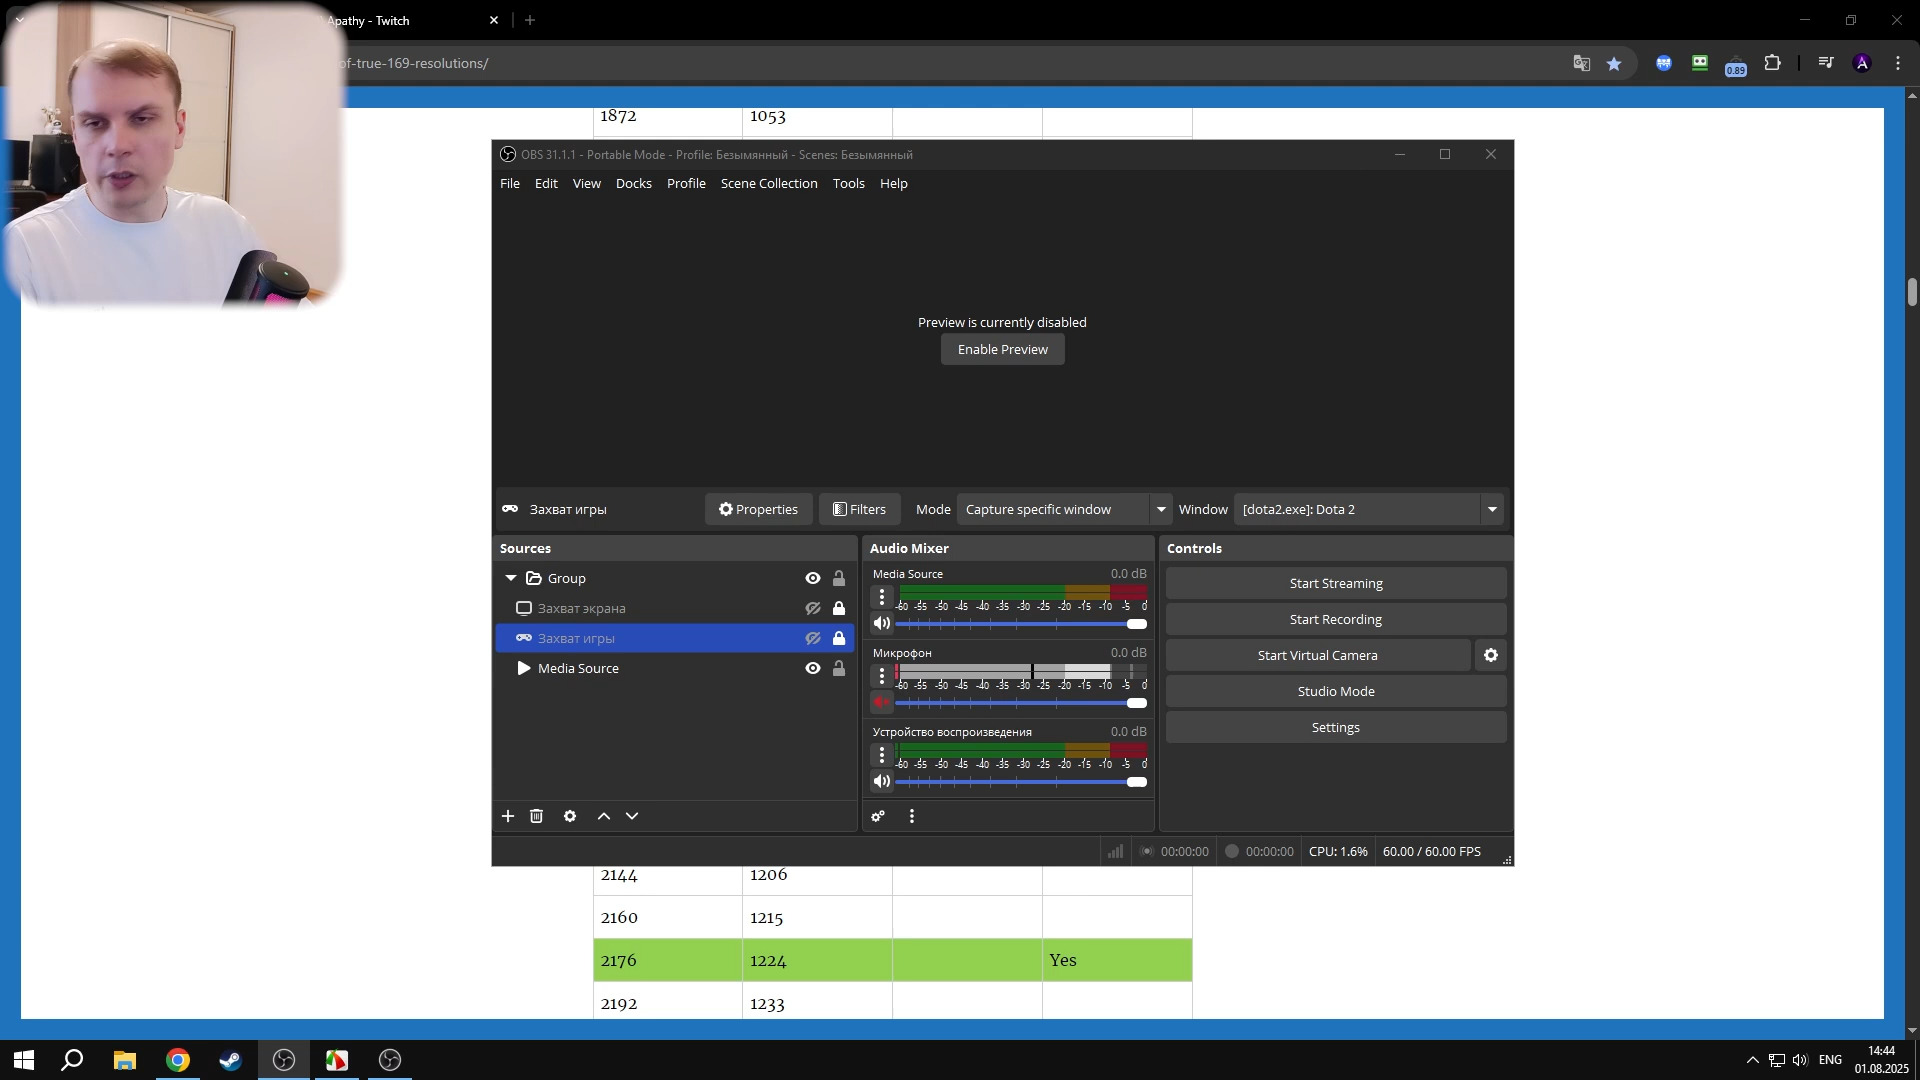 Apathy - Twitch
of-true-169-resolutions/
0.89
A
1872 1053
OBS 31.1.1 - Portable Mode - Profile: Безымянный - Scenes: Безымянный
File Edit View Docks Profile Scene Collection Tools Help
Preview is currently disabled
Enable Preview
Захват игры Properties Filters Mode Capture specific window Window [dota2.exe]: Dota 2
Sources
Group
Захват экрана
Захват игры
Media Source
Audio Mixer
Media Source 0.0 dB
-60 -55 -50 -45 -40 -35 -30 -25 -20 -15 -10 -5 0
Микрофон 0.0 dB
-60 -55 -50 -45 -40 -35 -30 -25 -20 -15 -10 -5 0
Устройство воспроизведения 0.0 dB
-60 -55 -50 -45 -40 -35 -30 -25 -20 -15 -10 -5 0
Controls
Start Streaming
Start Recording
Start Virtual Camera
Studio Mode
Settings
00:00:00 00:00:00 CPU: 1.6% 60.00 / 60.00 FPS
2144 1206
2160 1215
2176 1224 Yes
2192 1233
ENG
14:44
01.08.2025